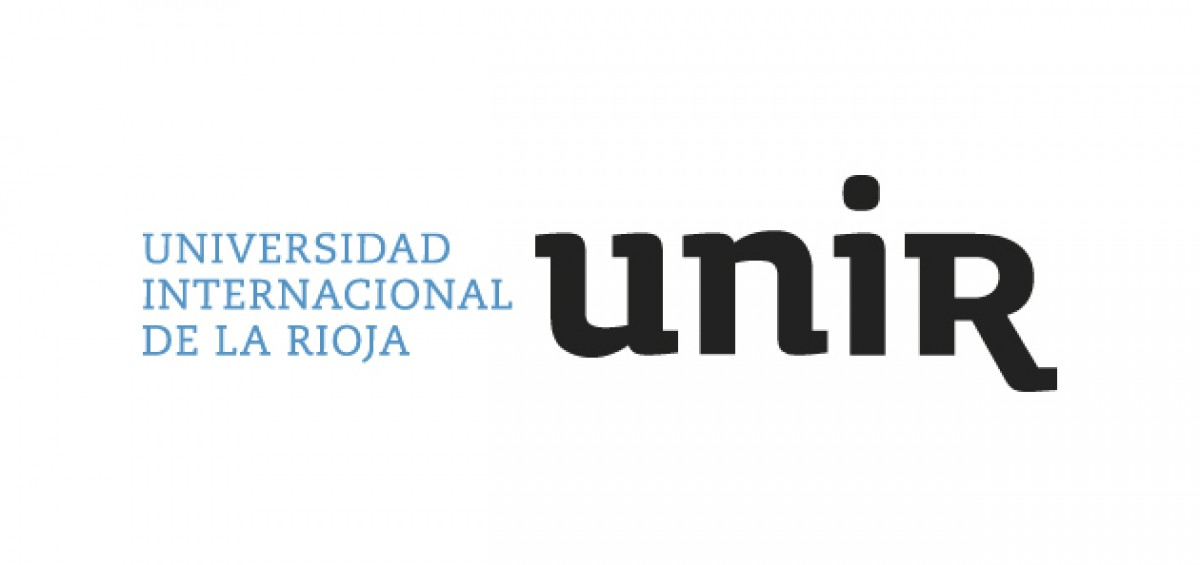 UNIVERSIDAD
INTERNACIONAL
DE LA RIOJA
uniR